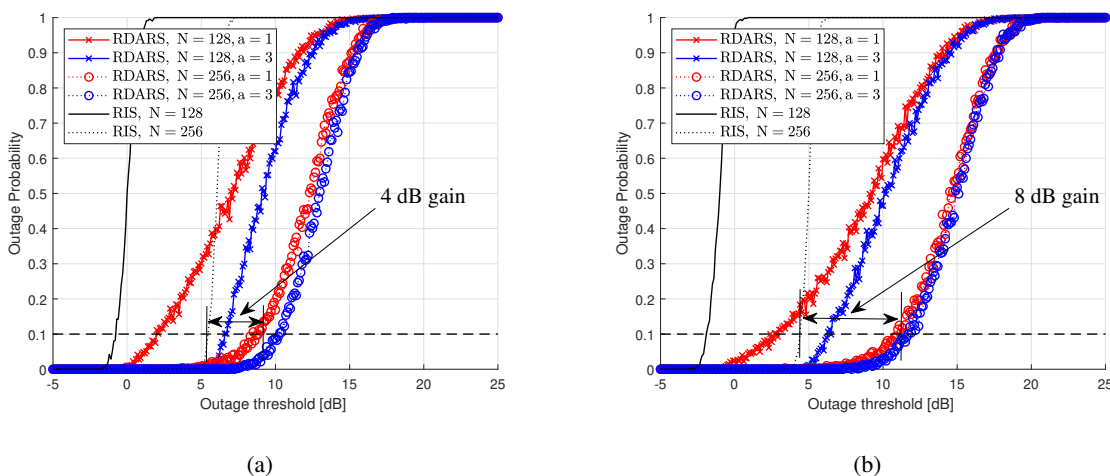 1
0.9
0.8
0.7
0.6
0.5
0.4
0.3
0.2
0.1
0
Outage Probability
RDARS, N = 128, a = 1
RDARS, N = 128, a = 3
RDARS, N = 256, a = 1
RDARS, N = 256, a = 3
RIS, N = 128
RIS, N = 256
4 dB gain
-5 0 5 10 15 20 25
Outage threshold [dB]
(a)
1
0.9
0.8
0.7
0.6
0.5
0.4
0.3
0.2
0.1
0
Outage Probability
RDARS, N = 128, a = 1
RDARS, N = 128, a = 3
RDARS, N = 256, a = 1
RDARS, N = 256, a = 3
RIS, N = 128
RIS, N = 256
8 dB gain
-5 0 5 10 15 20 25
Outage threshold [dB]
(b)